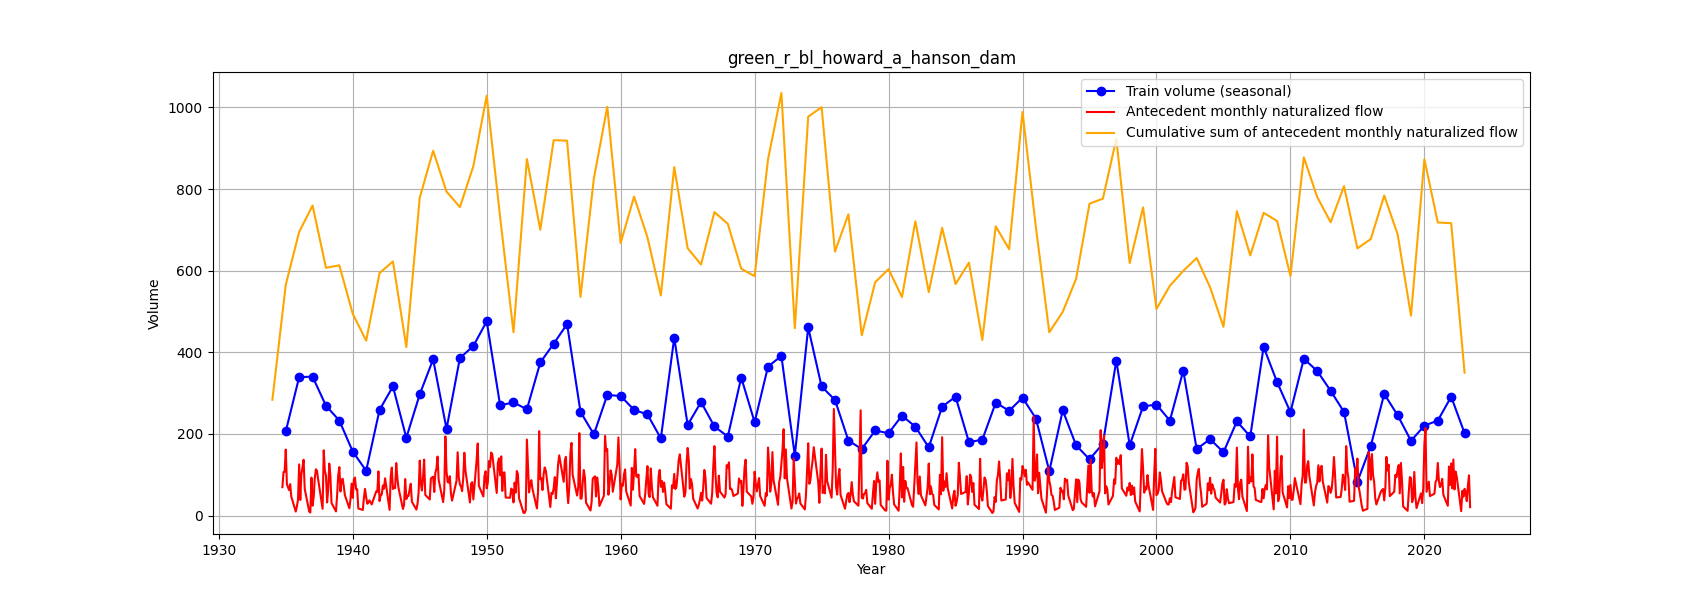 green_r_bl_howard_a_hanson_dam
Train volume (seasonal)
Antecedent monthly naturalized flow
Cumulative sum of antecedent monthly naturalized flow
Volume
1000
800
600
400
200
0
1930 1940 1950 1960 1970 1980 1990 2000 2010 2020
Year